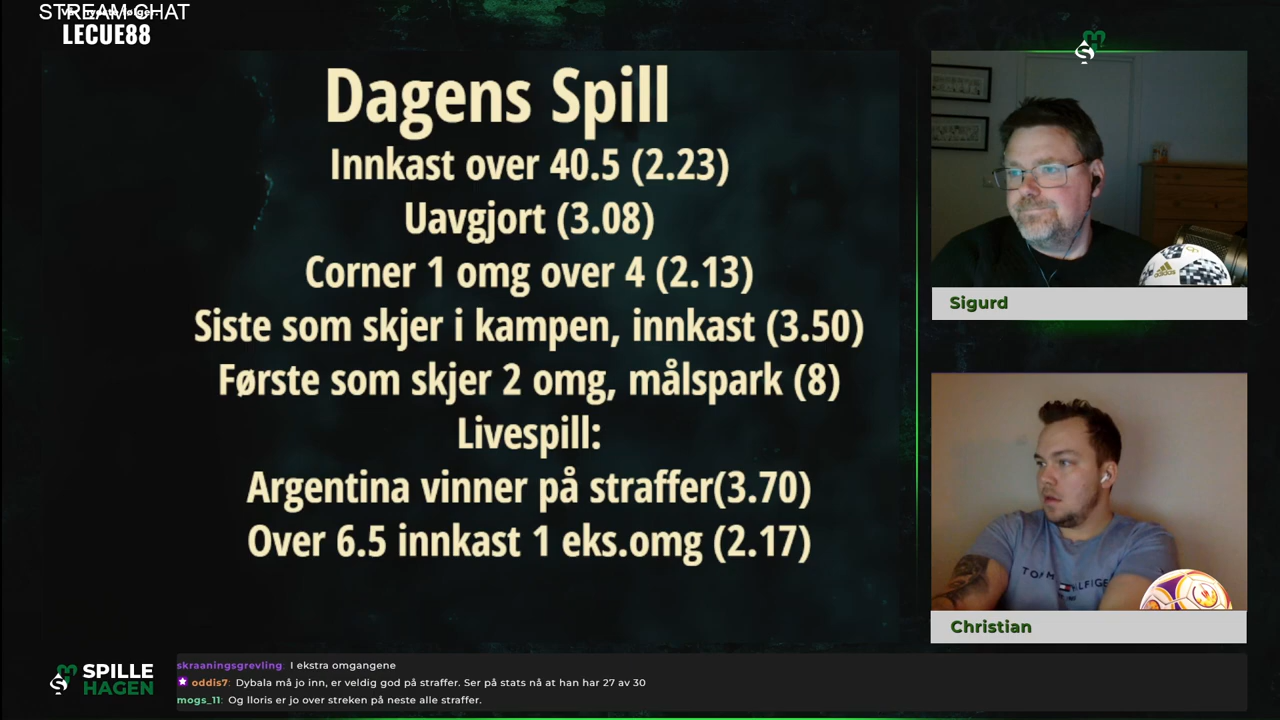 STREAM CHAT
LECUE88
Dagens Spill
Innkast over 40.5 (2.23)
Uavgjort (3.08)
Corner 1 omg over 4 (2.13)
Siste som skjer i kampen, innkast (3.50)
Første som skjer 2 omg, målspark (8)
Livespill:
Argentina vinner på straffer(3.70)
Over 6.5 innkast 1 eks.omg (2.17)
Sigurd
Christian
SPILLE
HAGEN
skraaningsgrevling: I ekstra omgangene
oddis7: Dybala må jo inn, er veldig god på straffer. Ser på stats nå at han har 27 av 30
mogs_11: Og lloris er jo over streken på neste alle straffer.